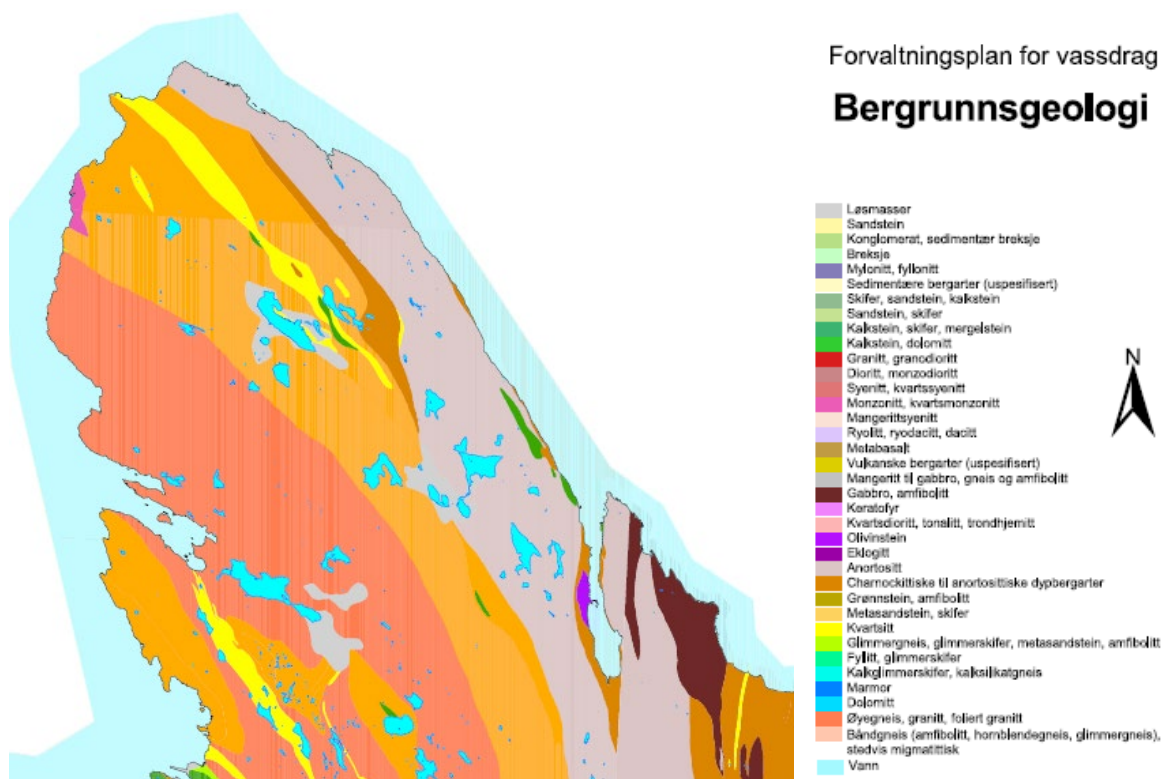 Forvaltningsplan for vassdrag
Bergrunnsgeologi
N
Løsmasser
Sandstein
Konglomerat, sedimentær breksje
Breksje
Mylonitt, fyllonitt
Sedimentære bergarter (uspesifisert)
Skifer, sandstein, kalkstein
Sandstein, skifer
Kalkstein, skifer, mergelstein
Kalkstein, dolomitt
Granitt, granodioritt
Dioritt, monzodioritt
Syenitt, kvartssyenitt
Monzonitt, kvartsmonzonitt
Mangerittsyenitt
Ryolitt, ryodacitt, dacitt
Metabasalt
Vulkanske bergarter (uspesifisert)
Mangeritt til gabbro, gneis og amfibolitt
Gabbro, amfibolitt
Keratofyr
Kvartsdioritt, tonalitt, trondhjemitt
Olivinstein
Eklogitt
Anortositt
Charnockittiske til anortosittiske dypbergarter
Grønnstein, amfibolitt
Metasandstein, skifer
Kvartsitt
Glimmergneis, glimmerskifer, metasandstein, amfibolitt
Fyllitt, glimmerskifer
Kalkglimmerskifer, kalksilikatgneis
Marmor
Dolomitt
Øyegneis, granitt, foliert granitt
Båndgneis (amfibolitt, hornblendegneis, glimmergneis),
stedvis migmatittisk
Vann